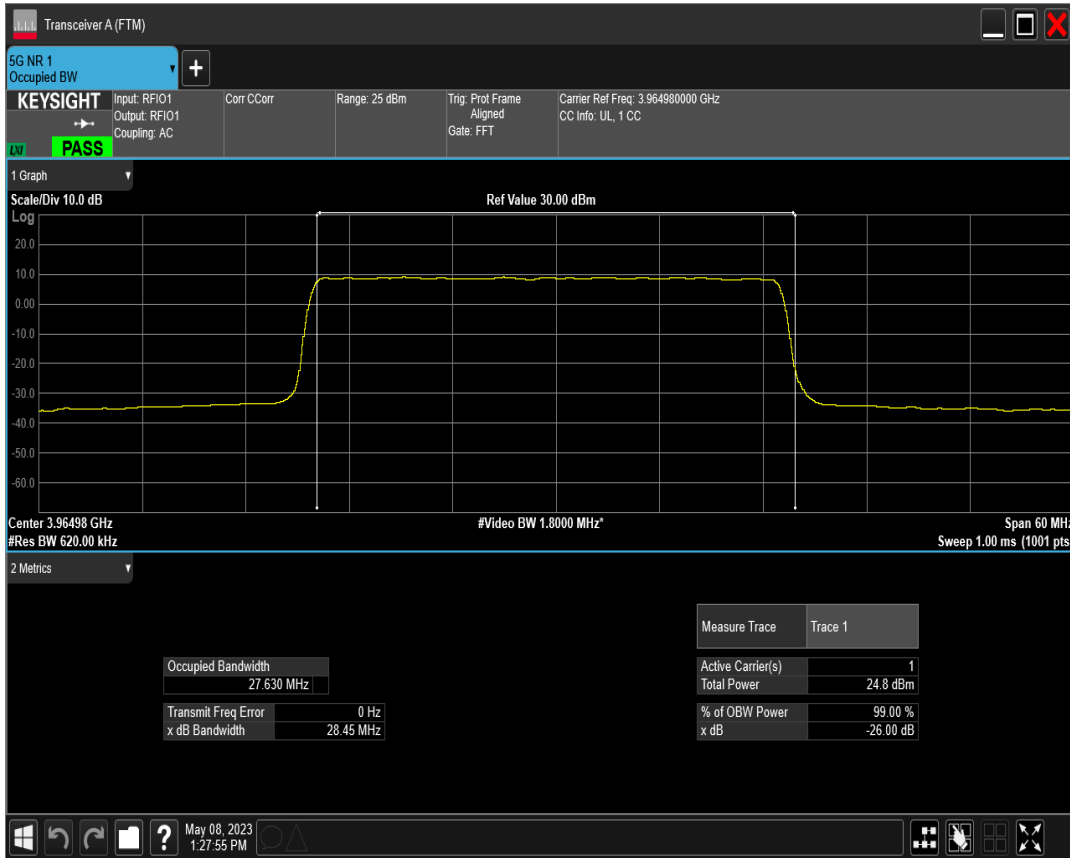 Transceiver A (FTM)
5G NR 1
Occupied BW
+
KEYSIGHT
LXI
PASS
Input: RFIO1
Output: RFIO1
Coupling: AC
Corr CCorr
Range: 25 dBm
Trig: Prot Frame
Aligned
Gate: FFT
Carrier Ref Freq: 3.964980000 GHz
CC Info: UL, 1 CC
1 Graph
Scale/Div 10.0 dB
Ref Value 30.00 dBm
Log
20.0
10.0
0.00
-10.0
-20.0
-30.0
-40.0
-50.0
-60.0
Center 3.96498 GHz
#Video BW 1.8000 MHz*
Span 60 MHz
#Res BW 620.00 kHz
Sweep 1.00 ms (1001 pts
2 Metrics
Measure Trace Trace 1
Occupied Bandwidth
27.630 MHz
Active Carrier(s) 1
Total Power 24.8 dBm
Transmit Freq Error 0 Hz
x dB Bandwidth 28.45 MHz
% of OBW Power 99.00 %
x dB -26.00 dB
?
May 08, 2023
1:27:55 PM